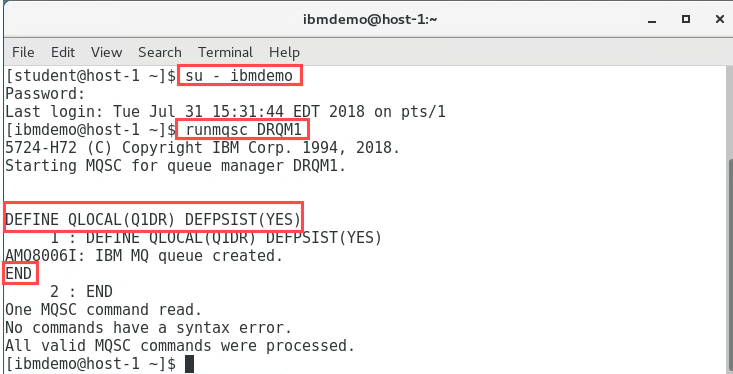 ibmdemo@host-1:~
File Edit View Search Terminal Help
[student@host-1 ~]$ su - ibmdemo
Password:
Last login: Tue Jul 31 15:31:44 EDT 2018 on pts/1
[ibmdemo@host-1 ~]$ runmqsc DRQM1
5724-H72 (C) Copyright IBM Corp. 1994, 2018.
Starting MQSC for queue manager DRQM1.
DEFINE QLOCAL(Q1DR) DEFPSIST(YES)
1 : DEFINE QLOCAL(Q1DR) DEFPSIST(YES)
AMQ8006I: IBM MQ queue created.
END
2 : END
One MQSC command read.
No commands have a syntax error.
All valid MQSC commands were processed.
[ibmdemo@host-1 ~]$